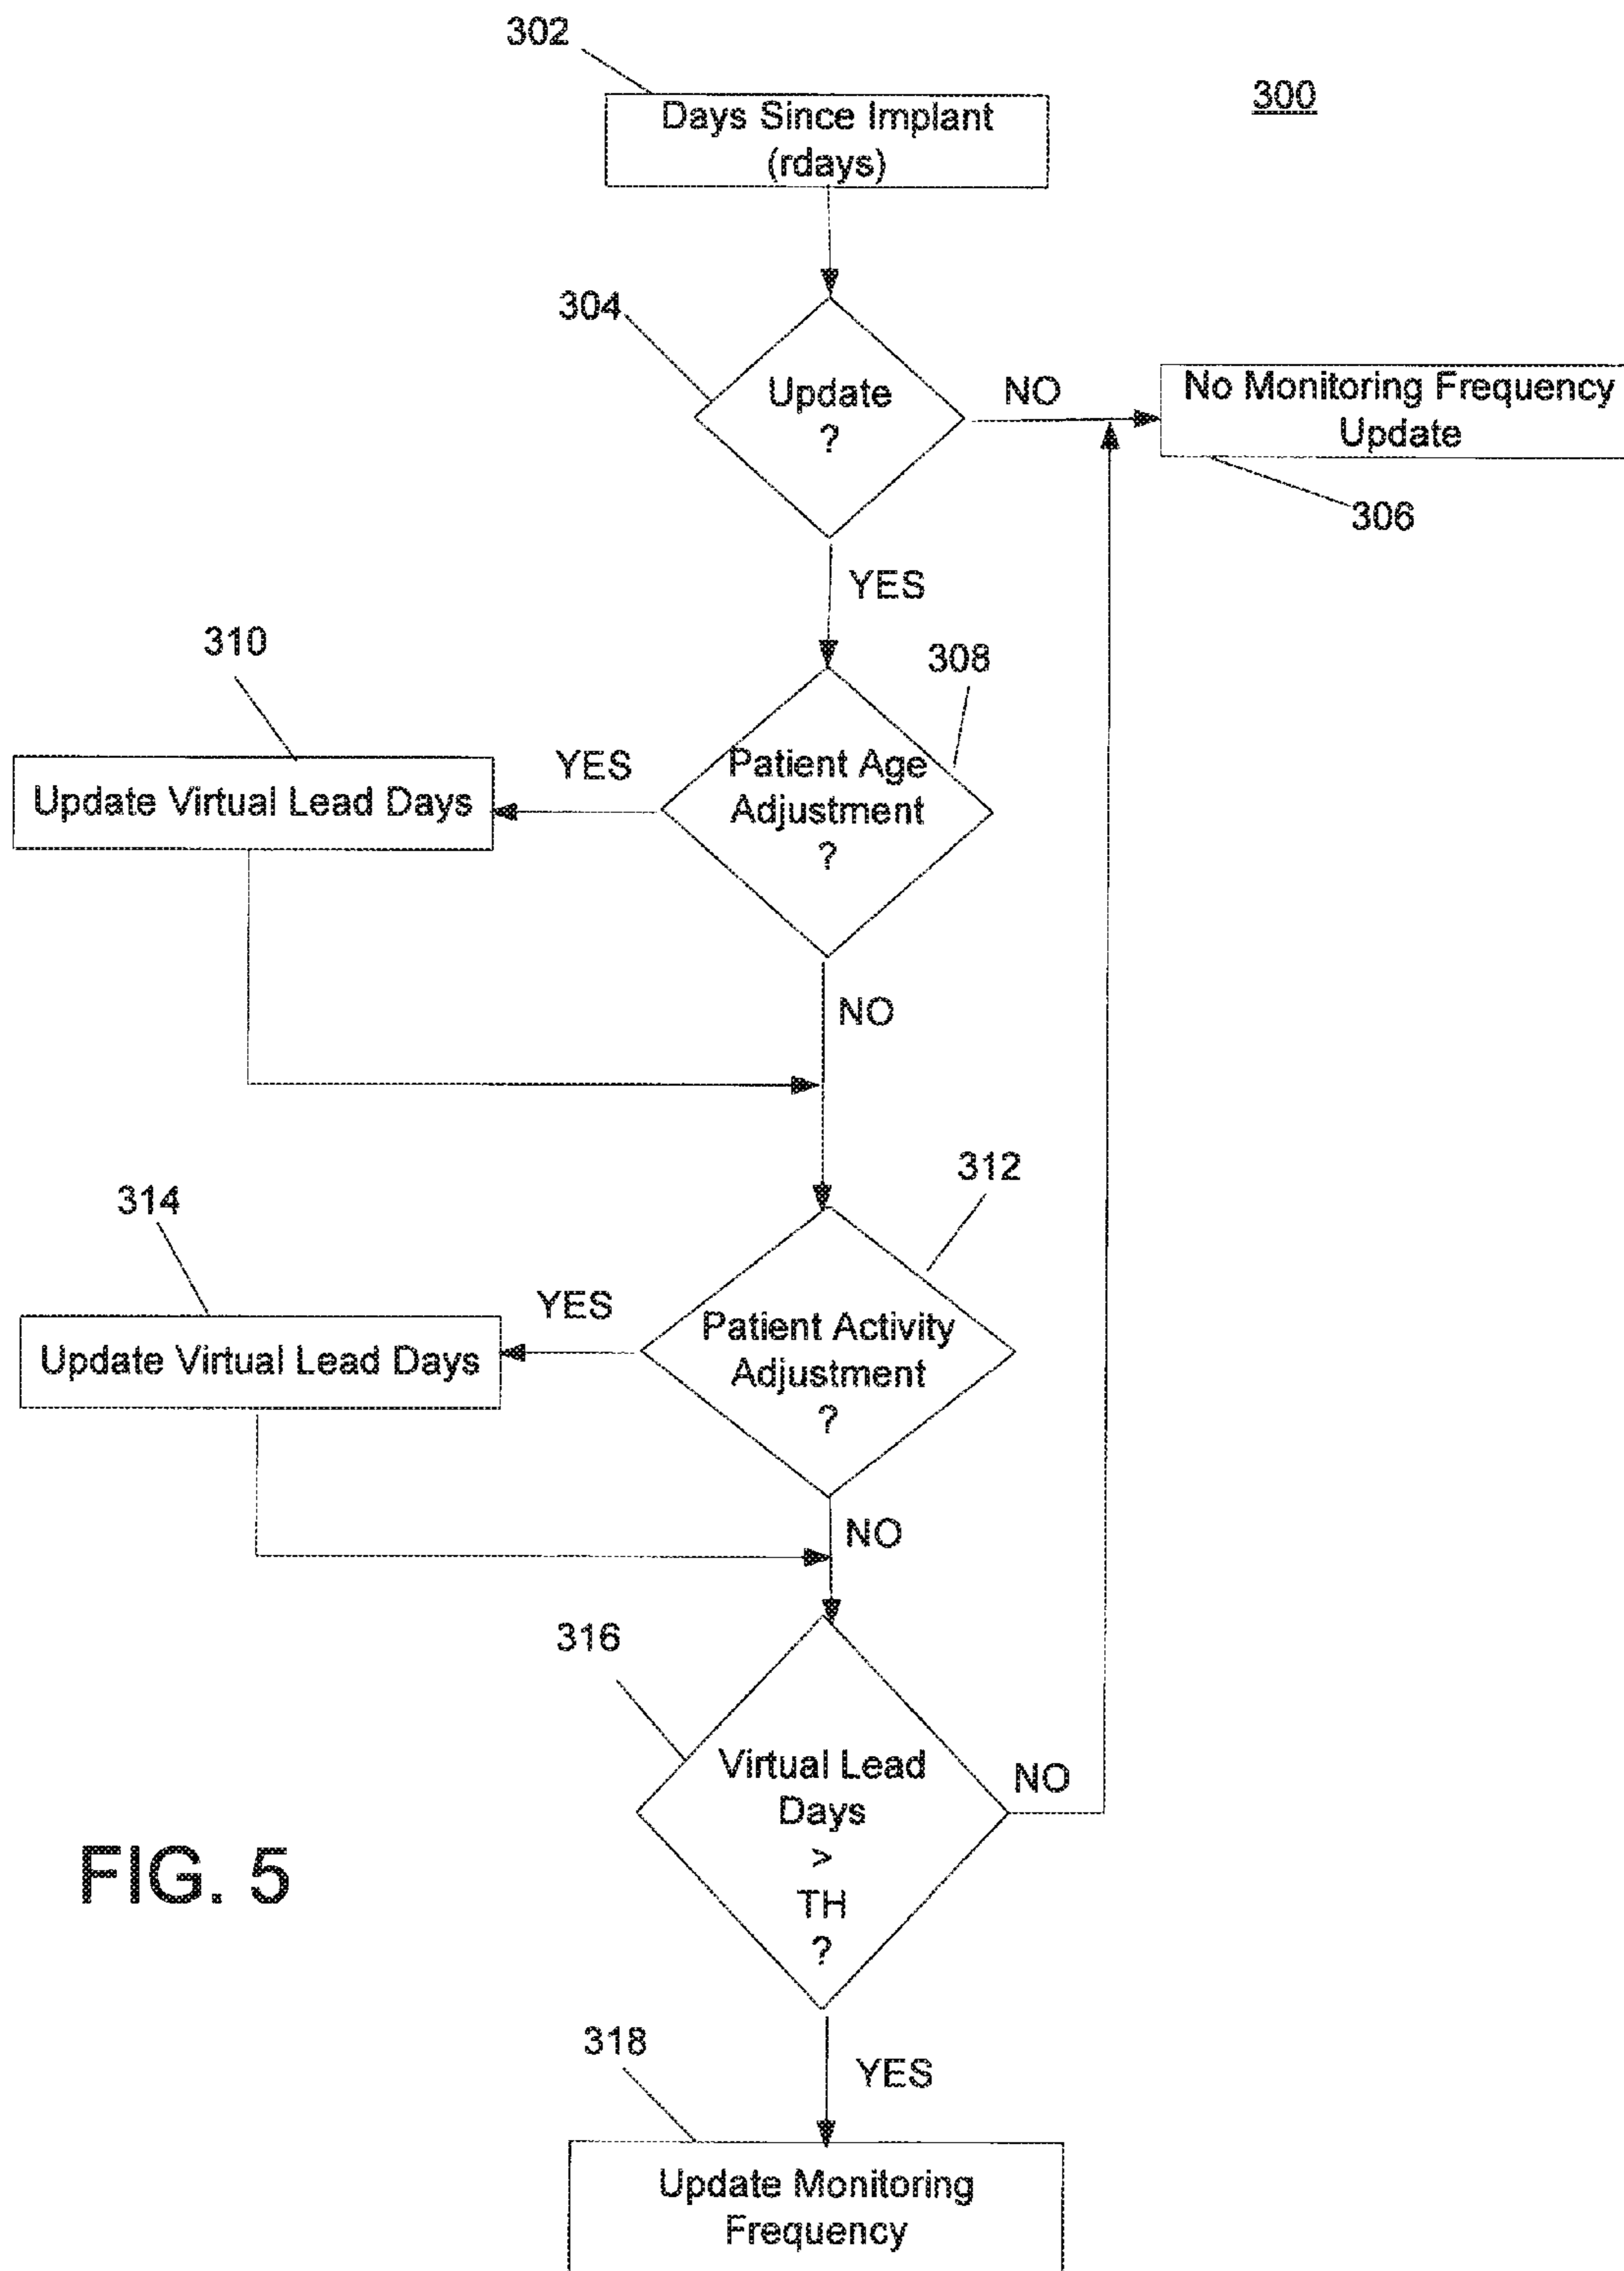 302
300
Days Since Implant
(rdays)
304
Update
?
NO
No Monitoring Frequency
Update
306
YES
310
308
YES
Patient Age
Adjustment
?
Update Virtual Lead Days
NO
312
314
YES
Patient Activity
Adjustment
?
Update Virtual Lead Days
NO
316
Virtual Lead
Days
>
TH
?
NO
FIG. 5
318
YES
Update Monitoring
Frequency